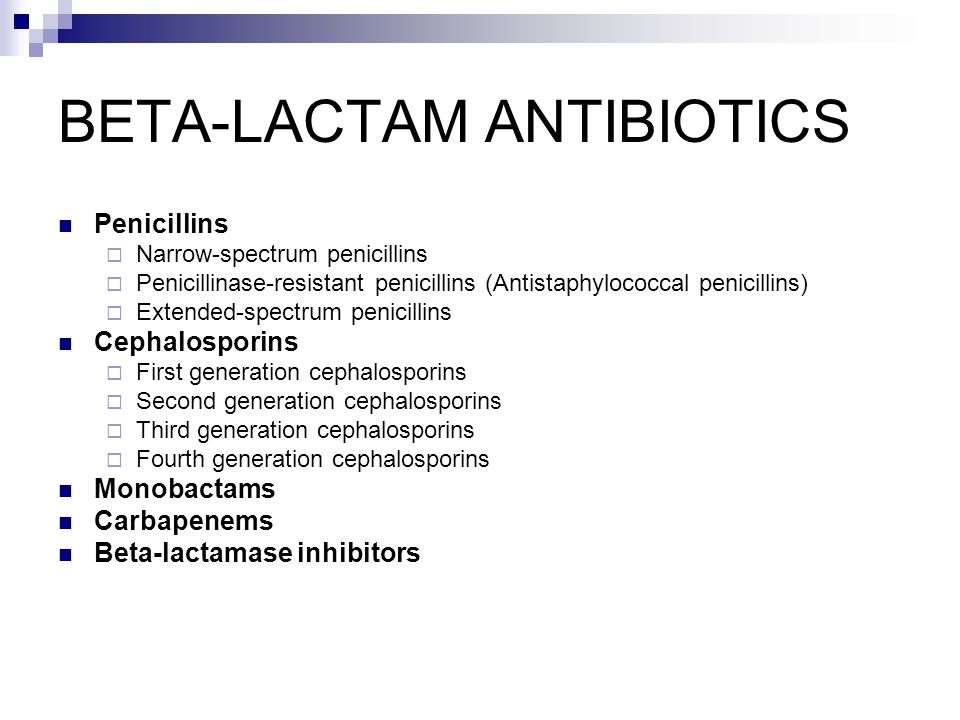 BETA-LACTAM ANTIBIOTICS
Penicillins
Narrow-spectrum penicillins
Penicillinase-resistant penicillins (Antistaphylococcal penicillins)
Extended-spectrum penicillins
Cephalosporins
First generation cephalosporins
Second generation cephalosporins
Third generation cephalosporins
Fourth generation cephalosporins
Monobactams
Carbapenems
Beta-lactamase inhibitors